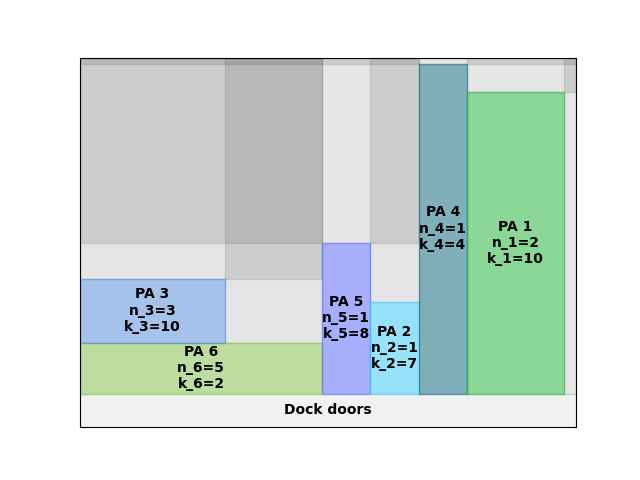 PA 4
n_4=1
k_4=4
PA 1
n_1=2
k_1=10
PA 3
n_3=3
k_3=10
PA 5
n_5=1
k_5=8
PA 2
n_2=1
k_2=7
PA 6
n_6=5
k_6=2
Dock doors